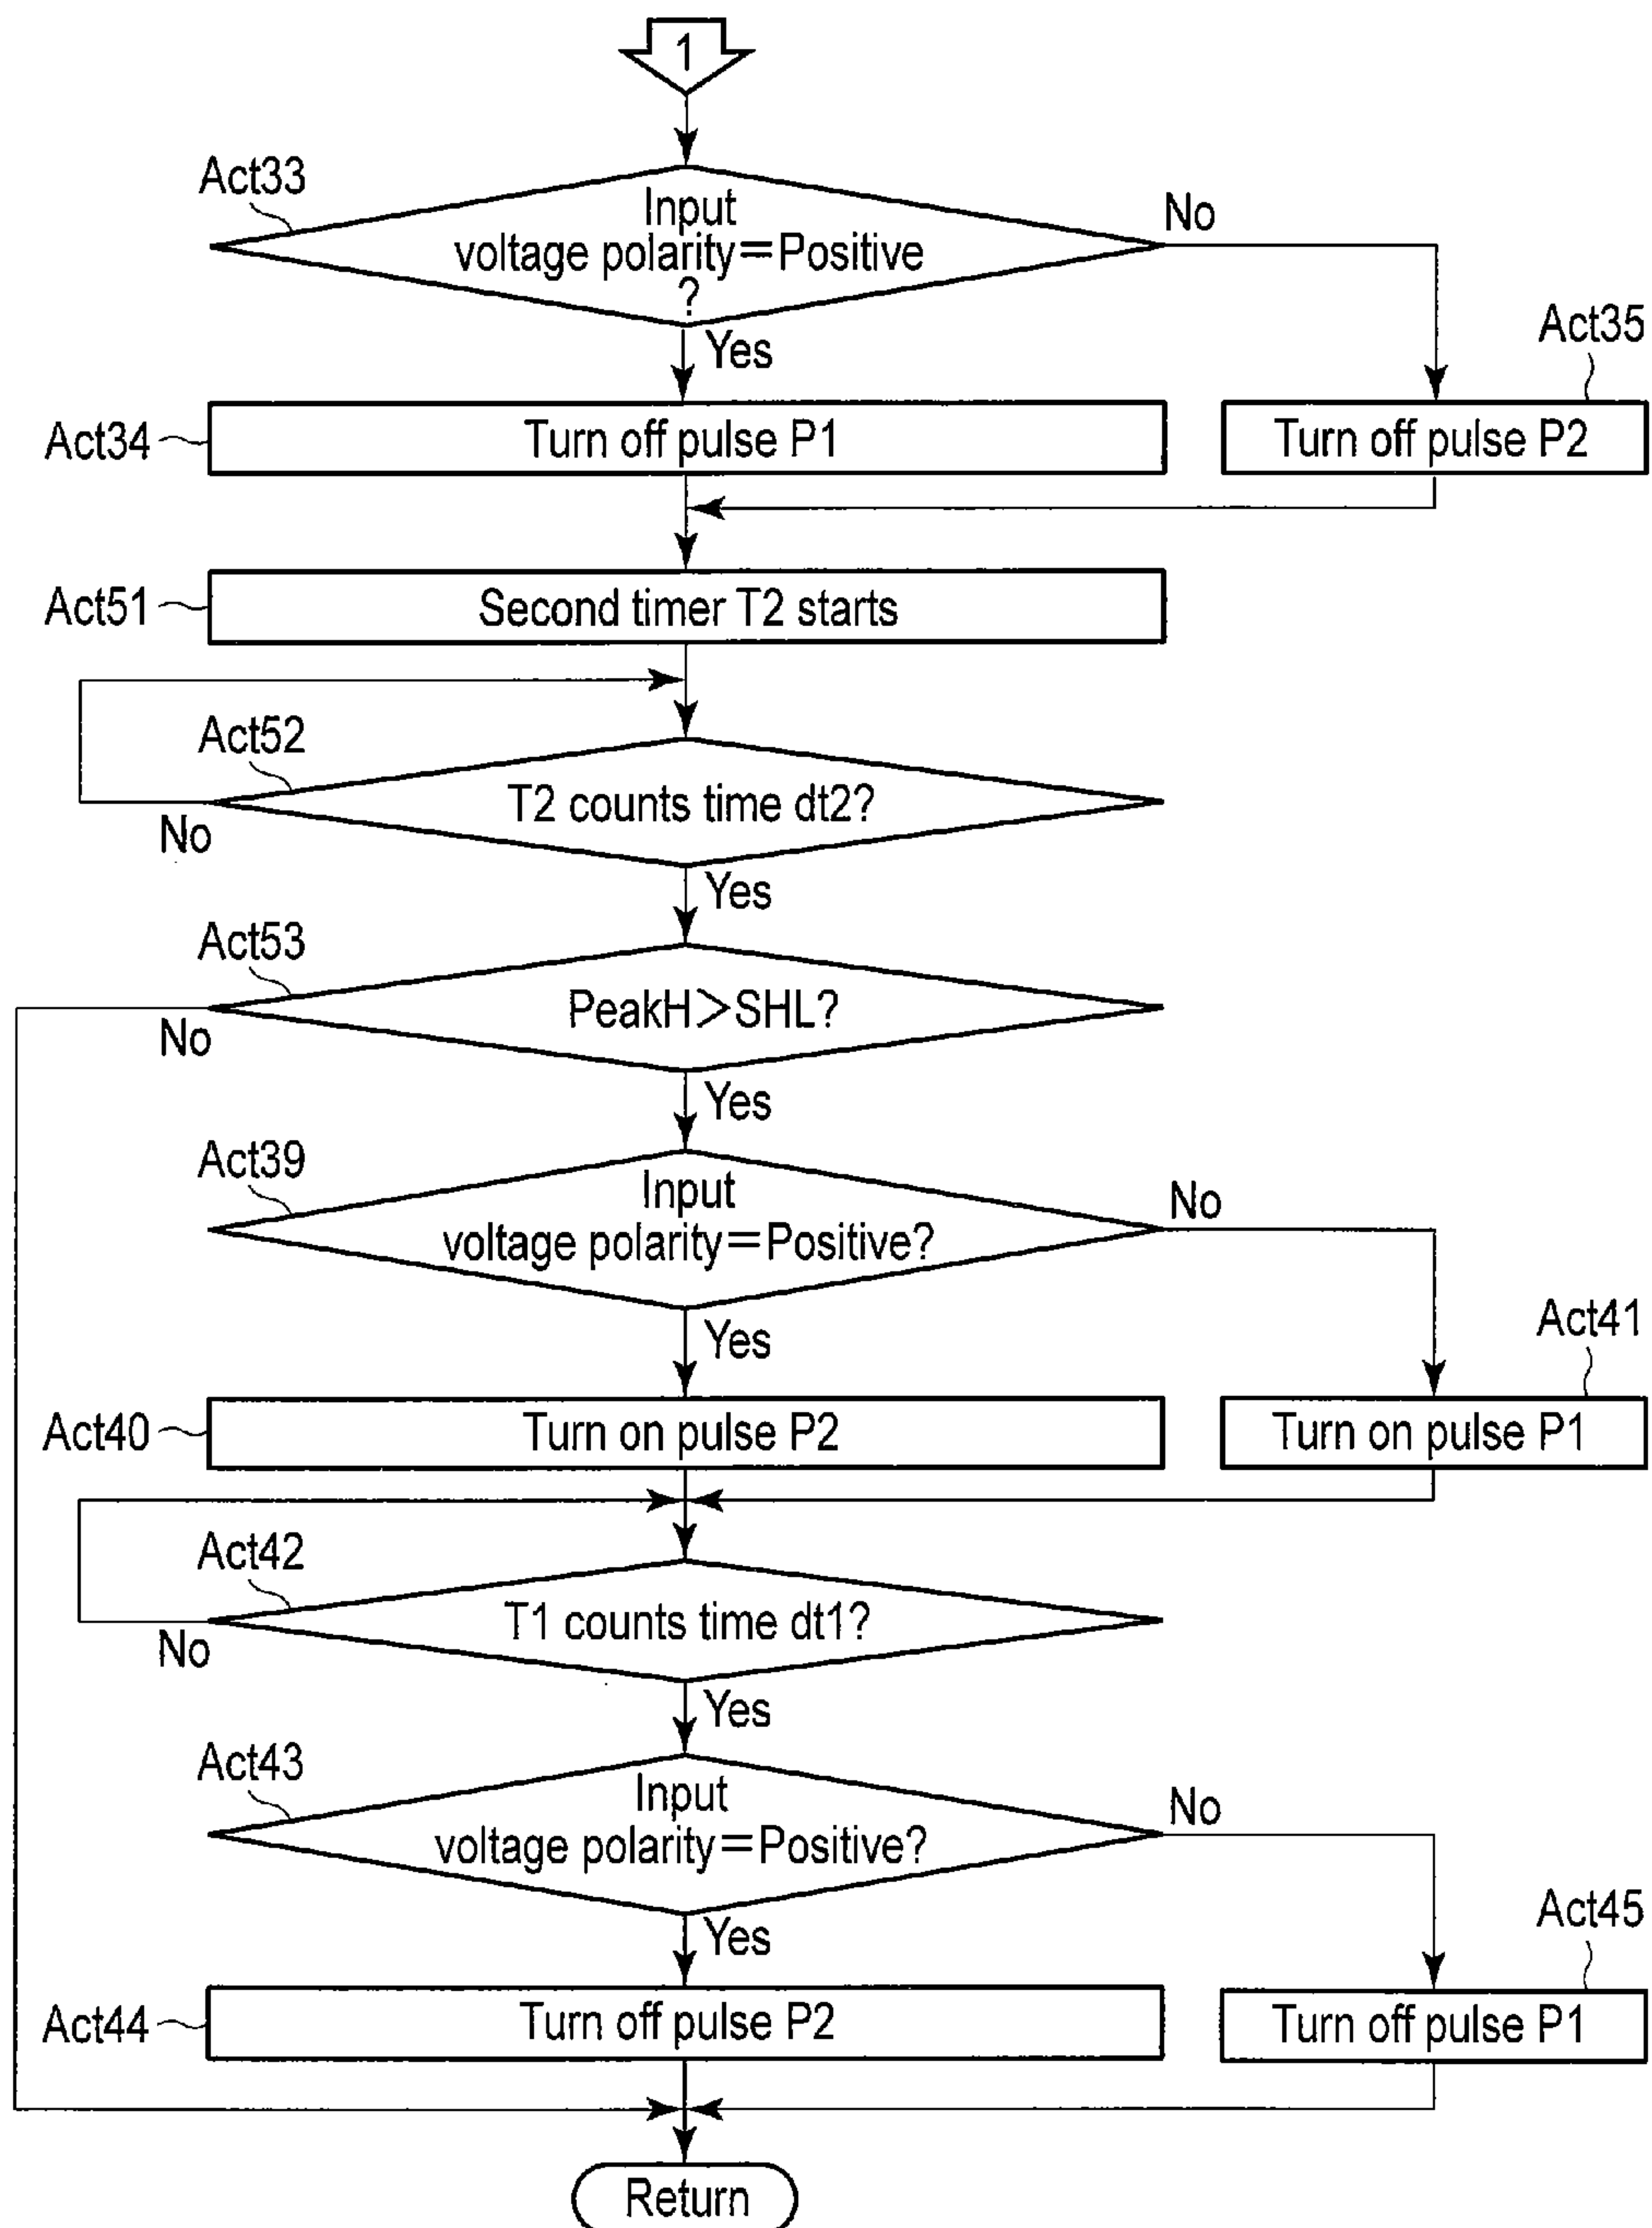 1
Act33
Input
voltage polarity=Positive
?
No
Yes
Act35
Act34
Turn off pulse P1
Turn off pulse P2
Act51
Second timer T2 starts
Act52
T2 counts time dt2?
No
Yes
Act53
PeakH>SHL?
No
Yes
Act39
Input
voltage polarity=Positive?
No
Yes
Act41
Act40
Turn on pulse P2
Turn on pulse P1
Act42
T1 counts time dt1?
No
Yes
Act43
Input
voltage polarity=Positive?
No
Yes
Act45
Act44
Turn off pulse P2
Turn off pulse P1
Return